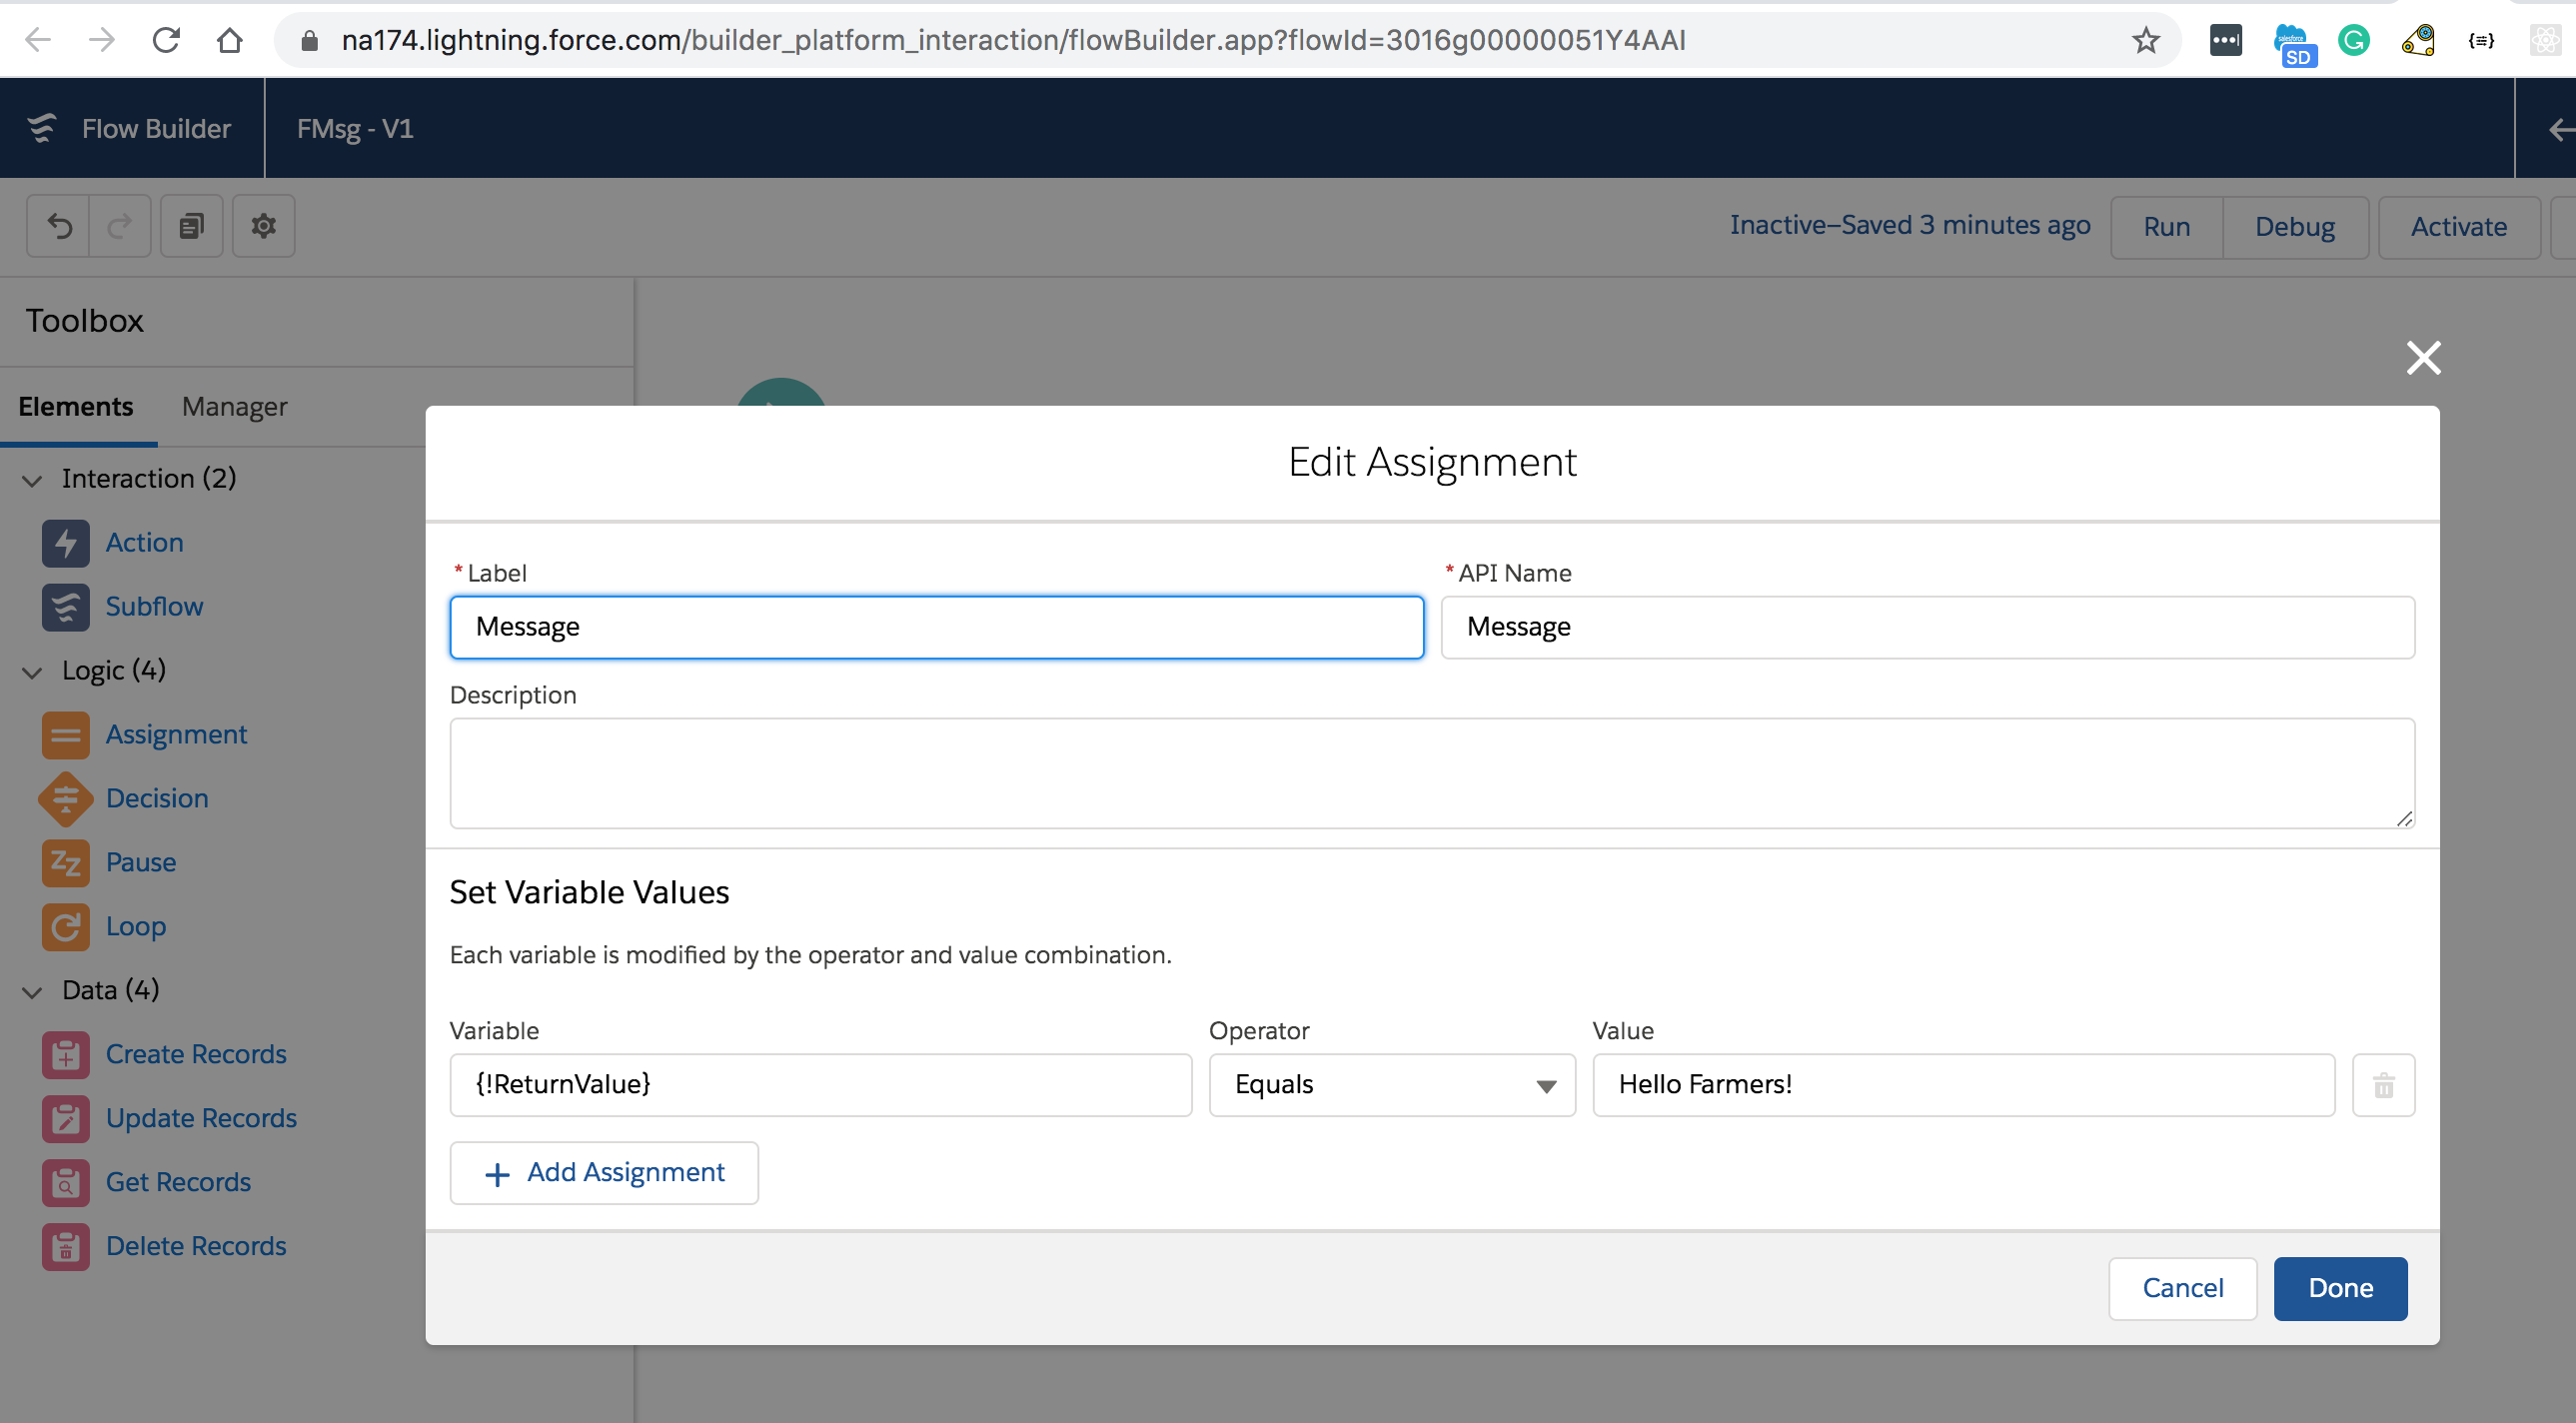 na174.lightning.force.com/builder_platform_interaction/flowBuilder.app?flowId=3016g00000051Y4AAI
SD
Flow Builder
FMsg - V1
Inactive–Saved 3 minutes ago
Run
Debug
Activate
Toolbox
Elements
Manager
Interaction (2)
Action
Subflow
Logic (4)
Assignment
Decision
Pause
Loop
Data (4)
Create Records
Update Records
Get Records
Delete Records
Edit Assignment
* Label
* API Name
Message
Message
Description
Set Variable Values
Each variable is modified by the operator and value combination.
Variable
Operator
Value
{!ReturnValue}
Equals
Hello Farmers!
+ Add Assignment
Cancel
Done